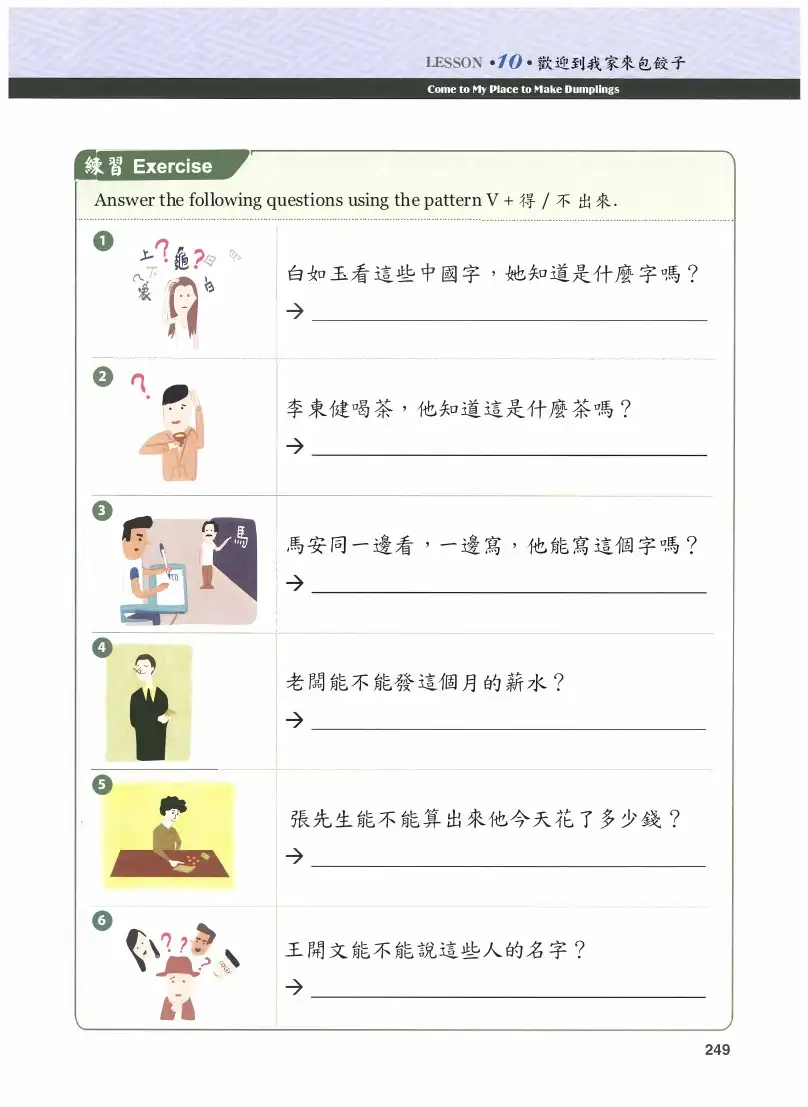 LESSON • 10 • 歡迎到我家來包餃子
Come to My Place to Make Dumplings
練習 Exercise
Answer the following questions using the pattern V + 得 / 不 出來.
1
上 ? 龜 ? 日
下 ?
白
白如玉看這些中國字，她知道是什麼字嗎？
→
2
?
李東健喝茶，他知道這是什麼茶嗎？
→
3
馬
馬安同一邊看，一邊寫，他能寫這個字嗎？
→
4
老闆能不能發這個月的薪水？
→
5
張先生能不能算出來他今天花了多少錢？
→
6
? ? ?
王開文能不能說這些人的名字？
→
249